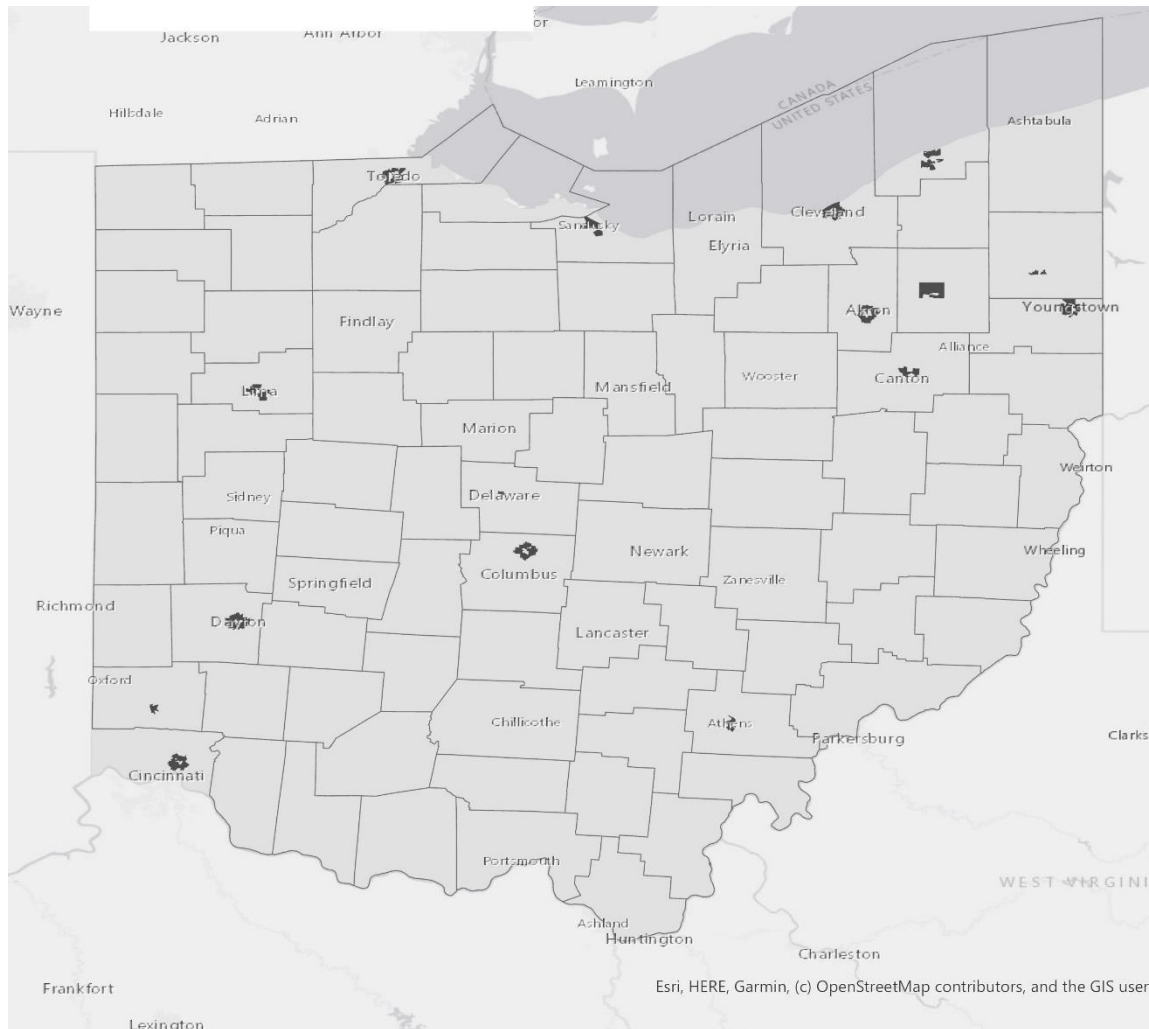 or
Jackson
Ann Arbor
Leamington
CANADA
UNITED STATES
Hillsdale
Adrian
Ashtabula
Toledo
Sandusky
Lorain
Cleveland
Elyria
Wayne
Findlay
Akron
Youngstown
Alliance
Lima
Mansfield
Wooster
Canton
Marion
Weirton
Sidney
Delaware
Piqua
Newark
Wheeling
Columbus
Springfield
Zanesville
Richmond
Dayton
Lancaster
Oxford
Chillicothe
Athens
Parkersburg
Clarks
Cincinnati
Portsmouth
WEST VIRGINI
Ashland
Huntington
Charleston
Frankfort
Esri, HERE, Garmin, (c) OpenStreetMap contributors, and the GIS user
Lexington